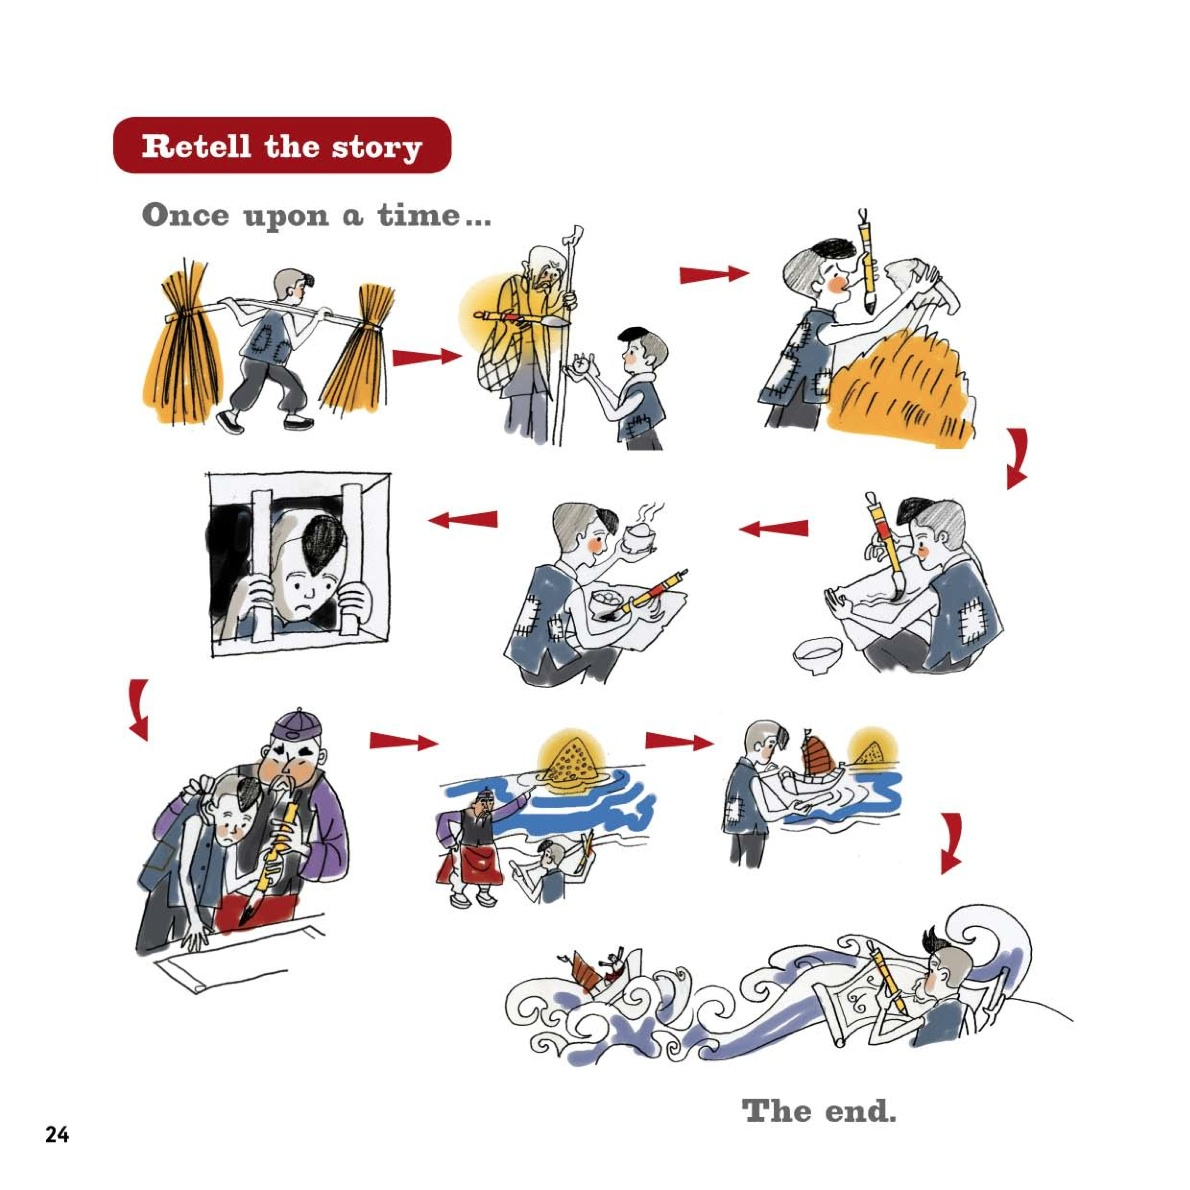 Retell the story
Once upon a time...
The end.
24